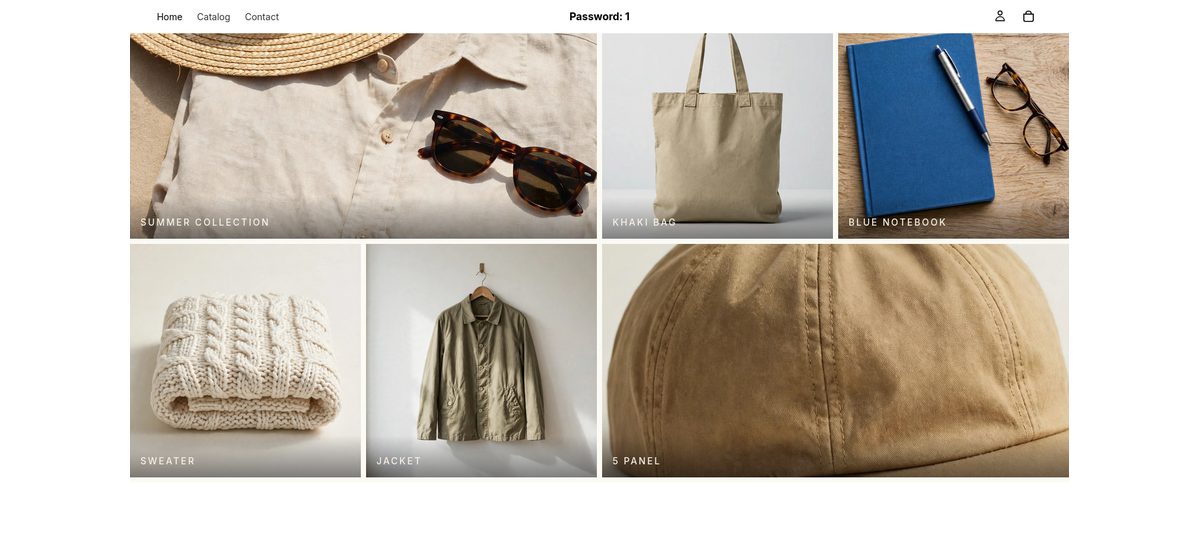 Home Catalog Contact Password: 1
SUMMER COLLECTION
KHAKI BAG
BLUE NOTEBOOK
SWEATER
JACKET
5 PANEL